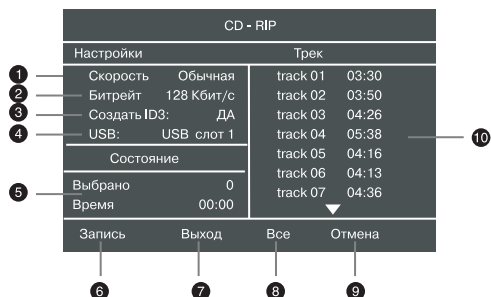 CD - RIP
Настройки Трек
1 Скорость Обычная track 01 03:30
2 Битрейт 128 Кбит/с track 02 03:50
3 Создать ID3: ДА track 03 04:26
4 USB: USB слот 1 track 04 05:38 10
Состояние track 05 04:16
5 Выбрано 0 track 06 04:13
Время 00:00 track 07 04:36
Запись Выход Все Отмена
6 7 8 9